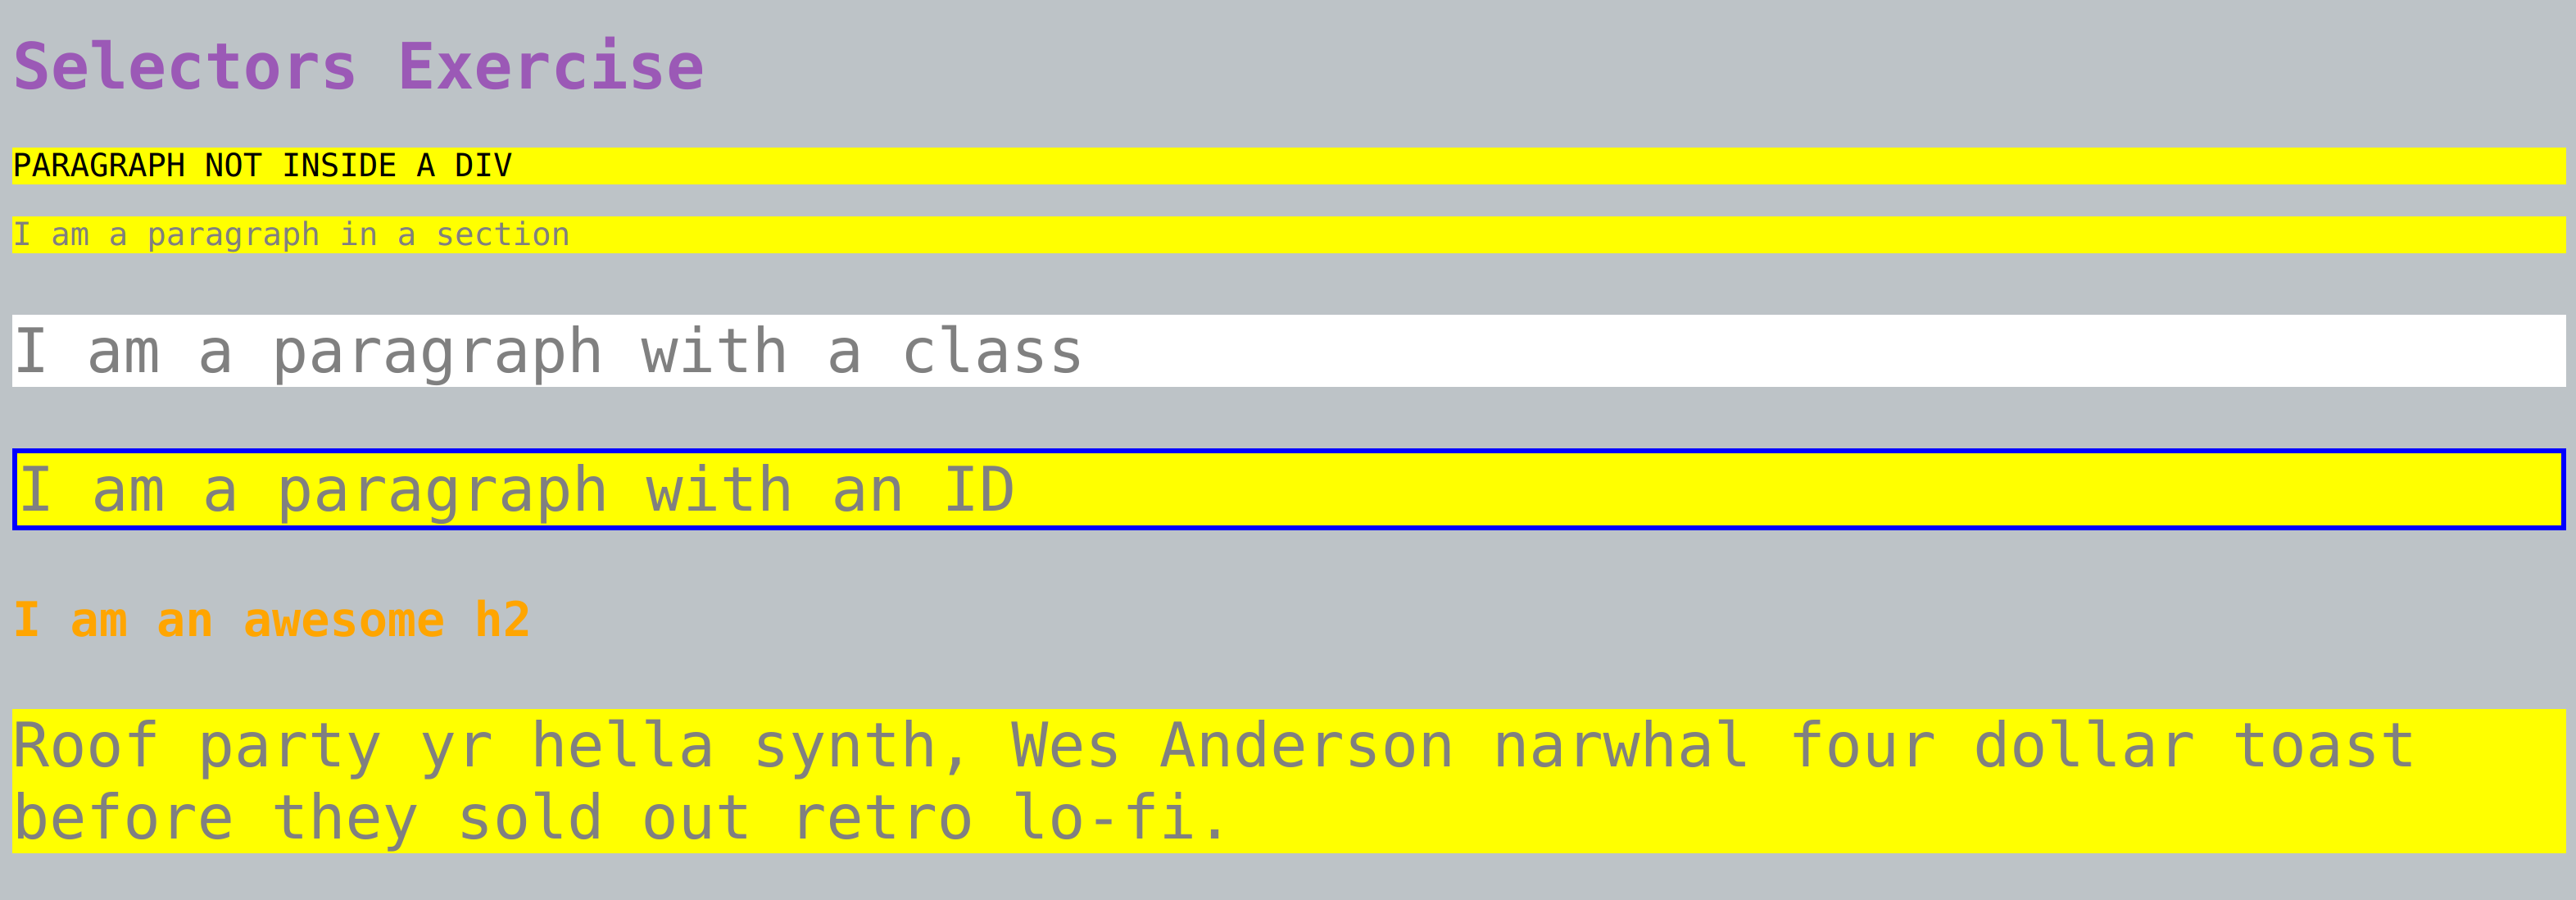 Selectors Exercise
PARAGRAPH NOT INSIDE A DIV
I am a paragraph in a section
I am a paragraph with a class
I am a paragraph with an ID
I am an awesome h2
Roof party yr hella synth, Wes Anderson narwhal four dollar toast
before they sold out retro lo-fi.